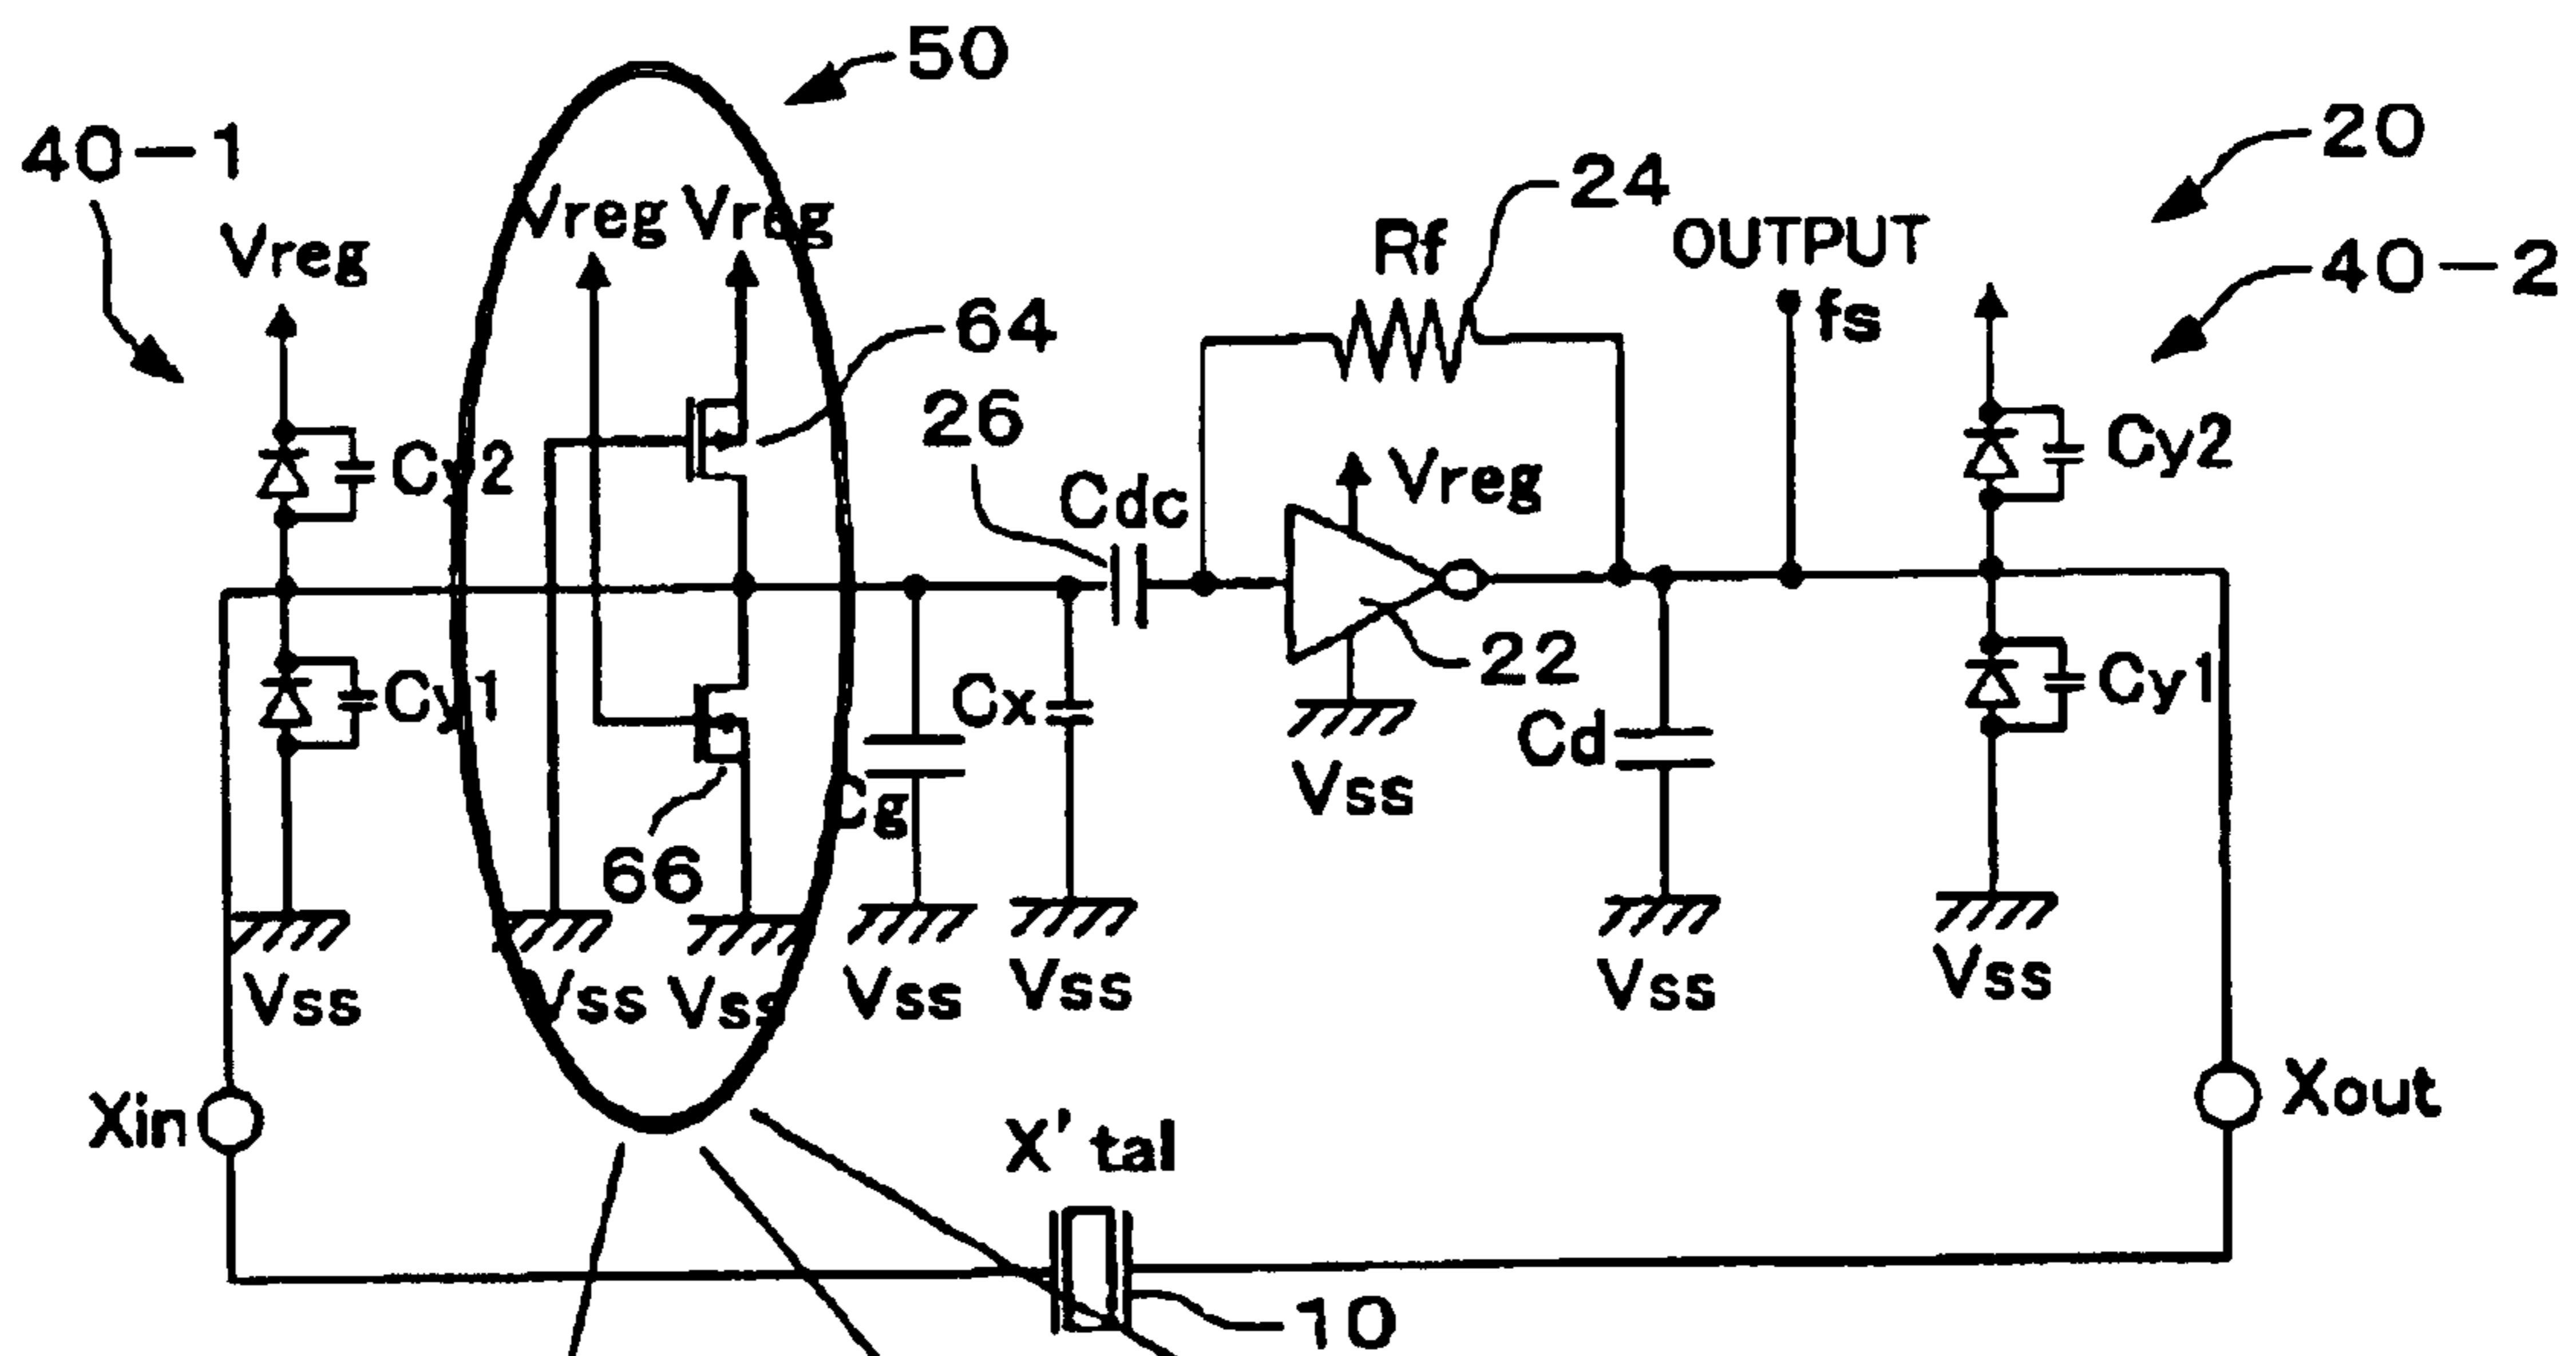 50
40-1
20
Vreg
Vreg
Vreg
24
Rf
OUTPUT
fs
40-2
64
26
Cy2
Cdc
Vreg
Cy2
22
Cy1
Cx
Cd
Cy1
Cg
66
Vss
Vss
Vss
Vss
Vss
Vss
Vss
Vss
Xin
Xout
X'tal
10